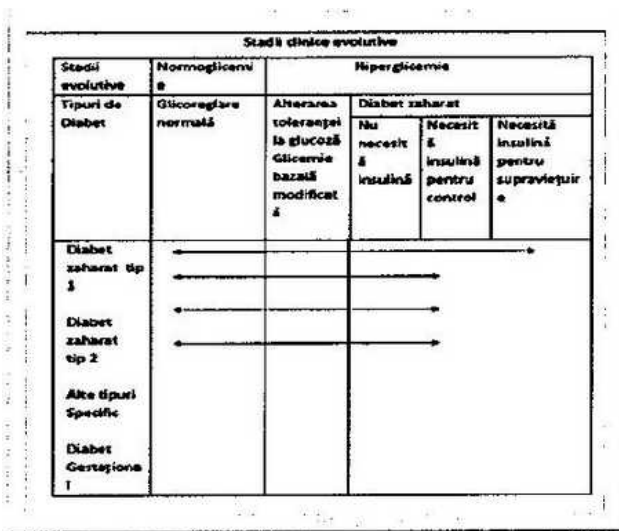 Stadii clinice evolutive
Stadii
evolutive
Normoglicemi
e
Hiperglicemie
Tipuri de
Diabet
Glicoreglare
normală
Alterarea
toleranței
la glucoză
Glicemie
bazală
modificat
ă
Diabet zaharat
Nu
necesit
ă
insulină
Necesit
ă
insulină
pentru
control
Necesită
insulină
pentru
supraviețuir
e
Diabet
zaharat tip
1
Diabet
zaharat
tip 2
Alte tipuri
Specific
Diabet
Gestaționa
l